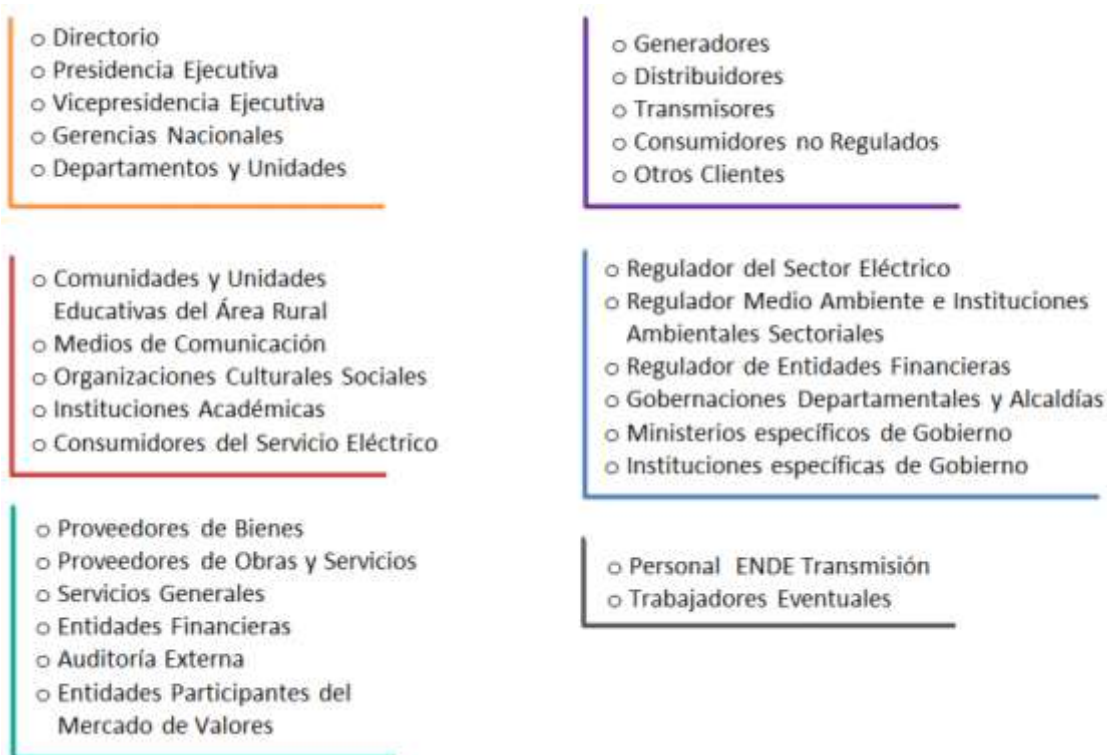 o Directorio
o Presidencia Ejecutiva
o Vicepresidencia Ejecutiva
o Gerencias Nacionales
o Departamentos y Unidades
o Generadores
o Distribuidores
o Transmisores
o Consumidores no Regulados
o Otros Clientes
o Comunidades y Unidades
Educativas del Área Rural
o Medios de Comunicación
o Organizaciones Culturales Sociales
o Instituciones Académicas
o Consumidores del Servicio Eléctrico
o Regulador del Sector Eléctrico
o Regulador Medio Ambiente e Instituciones
Ambientales Sectoriales
o Regulador de Entidades Financieras
o Gobernaciones Departamentales y Alcaldías
o Ministerios específicos de Gobierno
o Instituciones específicas de Gobierno
o Proveedores de Bienes
o Proveedores de Obras y Servicios
o Servicios Generales
o Entidades Financieras
o Auditoría Externa
o Entidades Participantes del
Mercado de Valores
o Personal ENDE Transmisión
o Trabajadores Eventuales